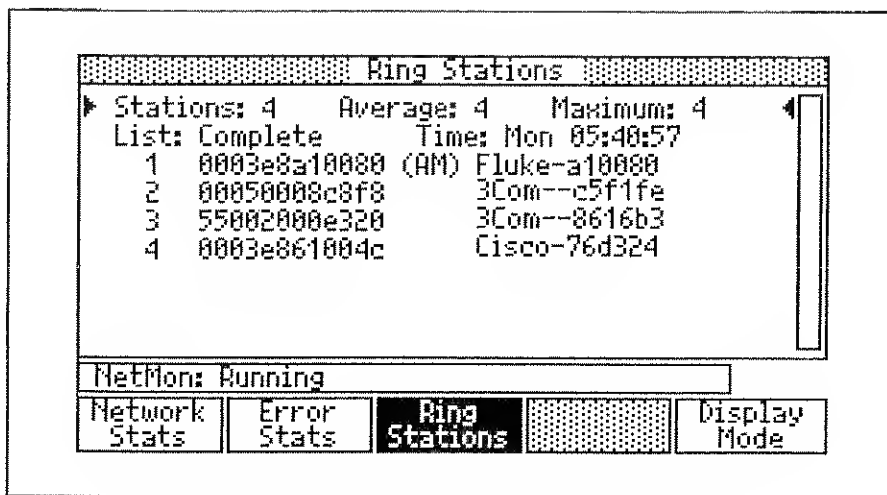 Ring Stations
Stations: 4 Average: 4 Maximum: 4
List: Complete Time: Mon 05:40:57
1 0003e8a10080 (AM) Fluke-a10080
2 00050008c8f8 3Com--c5f1fe
3 55002000e320 3Com--8616b3
4 0003e861004c Cisco-76d324
NetMon: Running
Network Stats
Error Stats
Ring Stations
Display Mode